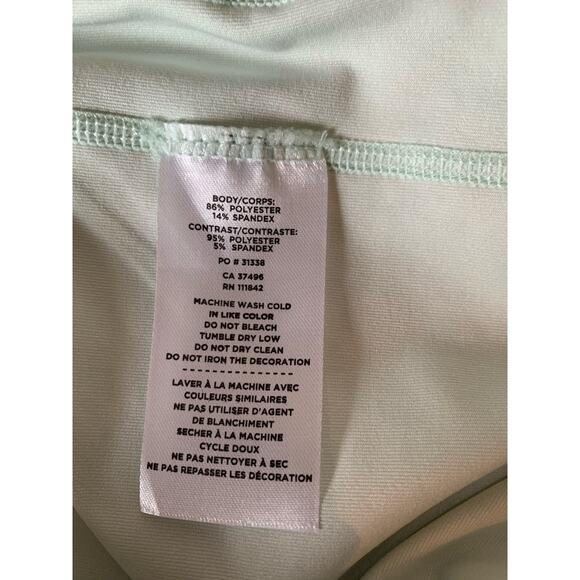 BODY/CORPS:
86% POLYESTER
14% SPANDEX
CONTRAST/CONTRASTE:
95% POLYESTER
5% SPANDEX
PO # 31338
CA 37496
RN 111842
MACHINE WASH COLD
IN LIKE COLOR
DO NOT BLEACH
TUMBLE DRY LOW
DO NOT DRY CLEAN
DO NOT IRON THE DECORATION
- - - - - - - - - - - - - - - -
LAVER À LA MACHINE AVEC
COULEURS SIMILAIRES
NE PAS UTILISER D'AGENT
DE BLANCHIMENT
SECHER À LA MACHINE
CYCLE DOUX
NE PAS NETTOYER À SEC
NE PAS REPASSER LES DÉCORATION